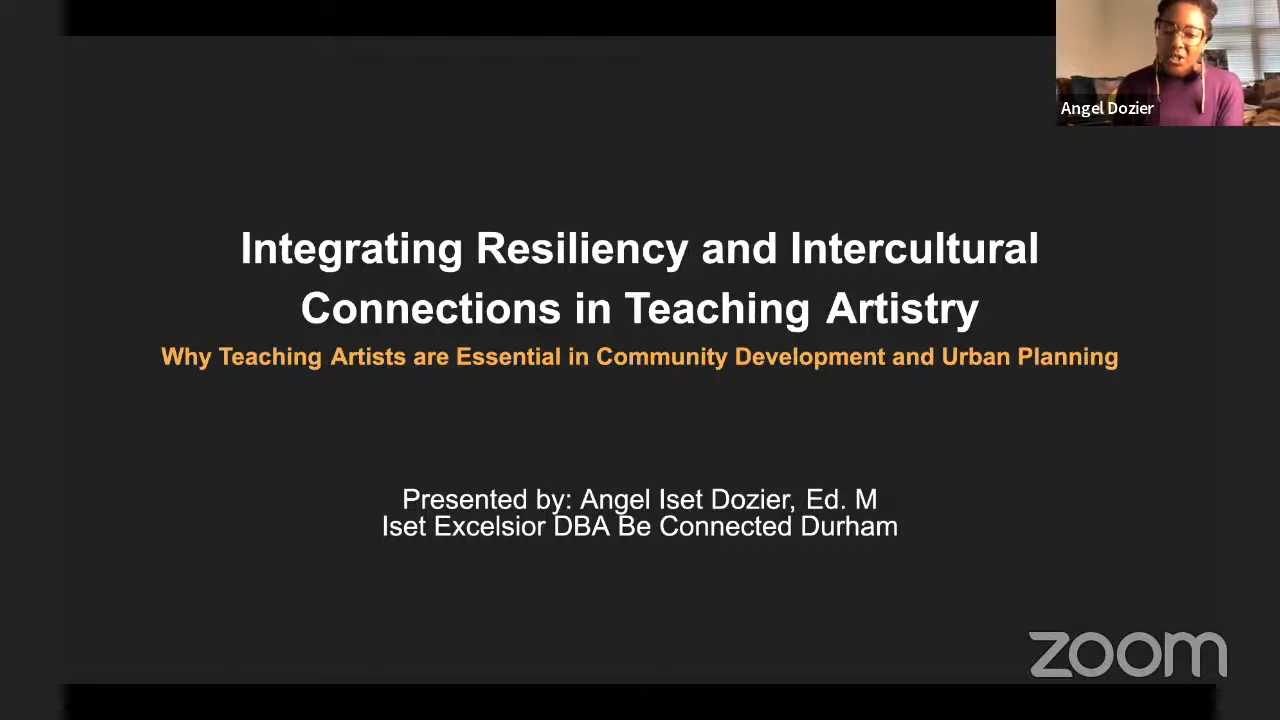 Angel Dozier
Integrating Resiliency and Intercultural
Connections in Teaching Artistry
Why Teaching Artists are Essential in Community Development and Urban Planning
Presented by: Angel Iset Dozier, Ed. M
Iset Excelsior DBA Be Connected Durham
zoom